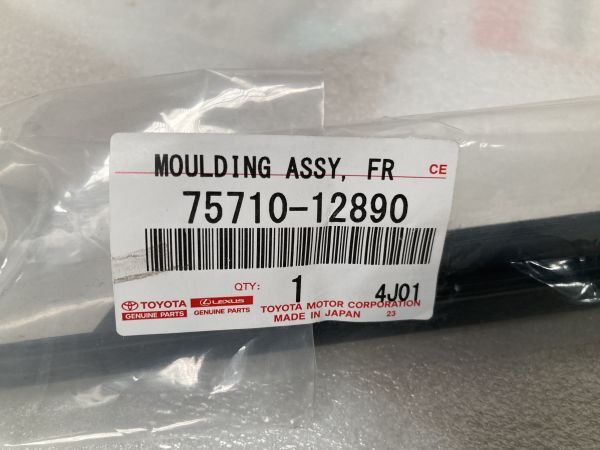 MOULDING ASSY, FR CE
75710-12890
QTY: 1 4J01
TOYOTA LEXUS TOYOTA MOTOR CORPORATION
GENUINE PARTS GENUINE PARTS MADE IN JAPAN 23